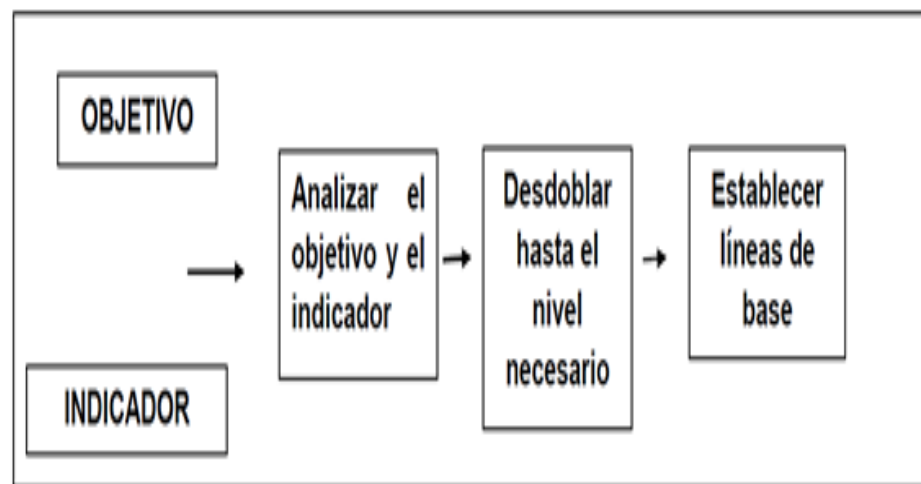 OBJETIVO
INDICADOR
Analizar el
objetivo y el
indicador
Desdoblar
hasta el
nivel
necesario
Establecer
líneas de
base